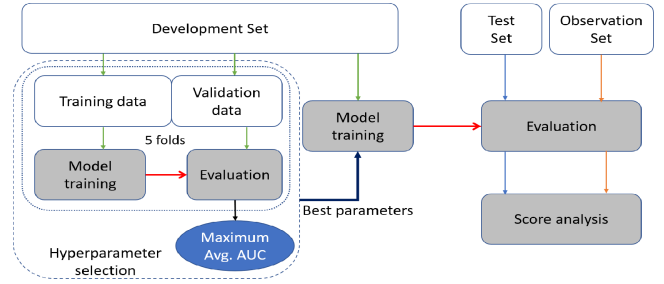 Development Set
Test
Set
Observation
Set
Training data
Validation
data
5 folds
Model
training
Evaluation
Model
training
Evaluation
Best parameters
Maximum
Avg. AUC
Hyperparameter
selection
Score analysis